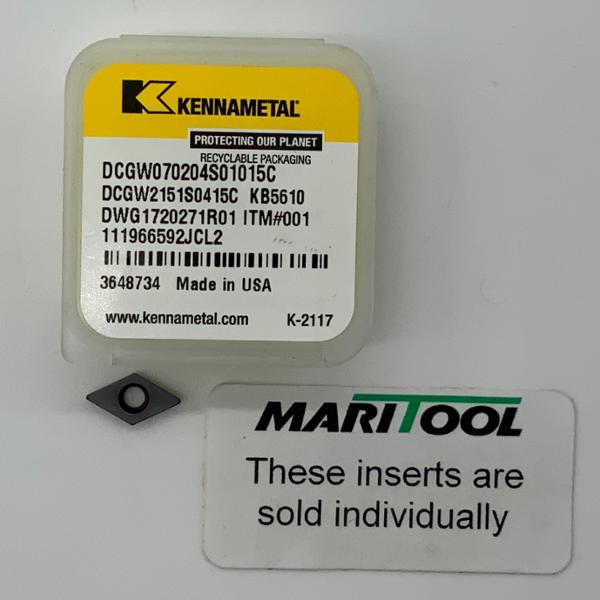 KENNAMETAL
PROTECTING OUR PLANET
RECYCLABLE PACKAGING
DCGW070204S01015C
DCGW2151S0415C KB5610
DWG1720271R01 ITM#001
111966592JCL2
3648734 Made in USA
www.kennametal.com K-2117
MARITOOL
These inserts are
sold individually